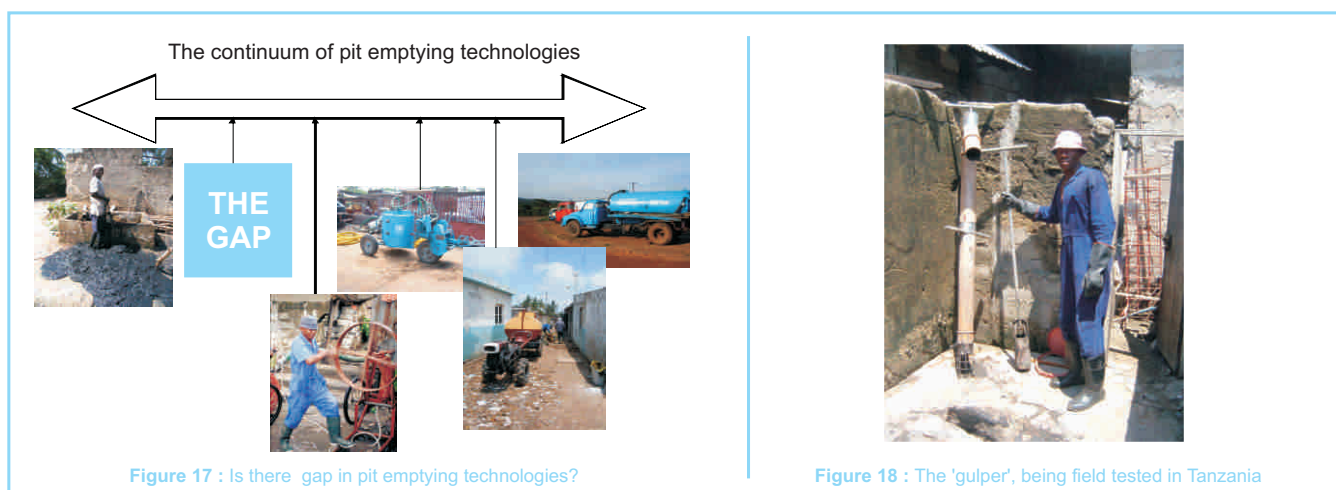 The continuum of pit emptying technologies
THE
GAP
Figure 17 : Is there gap in pit emptying technologies?
Figure 18 : The 'gulper', being field tested in Tanzania